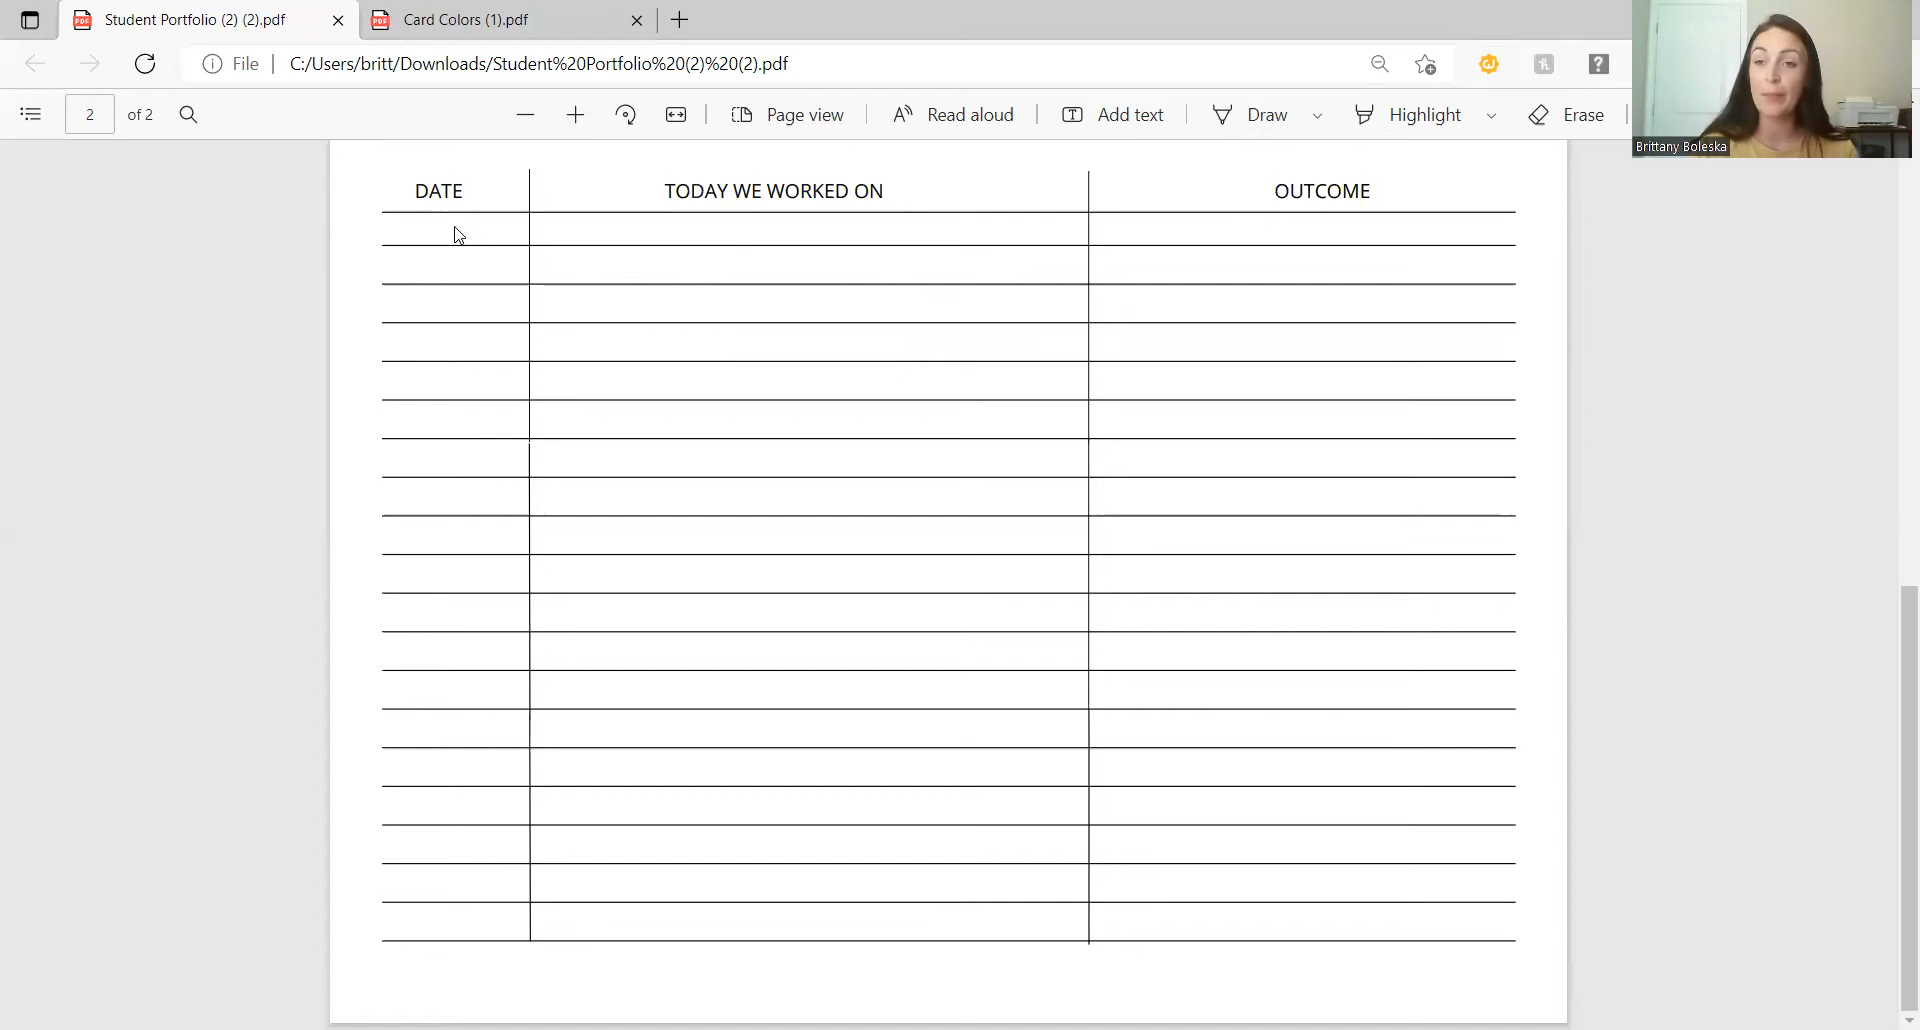 Student Portfolio (2) (2).pdf
Card Colors (1).pdf
File
C:/Users/britt/Downloads/Student%20Portfolio%20(2)%20(2).pdf
2 of 2
Page view
Read aloud
Add text
Draw
Highlight
Erase
Brittany Boleska
DATE
TODAY WE WORKED ON
OUTCOME